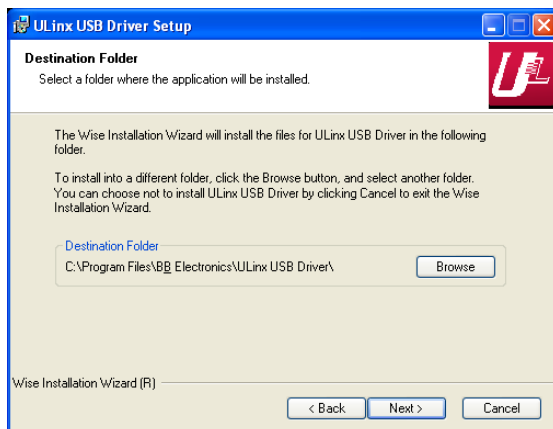 ULinx USB Driver Setup
Destination Folder
Select a folder where the application will be installed.
The Wise Installation Wizard will install the files for ULinx USB Driver in the following
folder.
To install into a different folder, click the Browse button, and select another folder.
You can choose not to install ULinx USB Driver by clicking Cancel to exit the Wise
Installation Wizard.
Destination Folder
C:\Program Files\BB Electronics\ULinx USB Driver\
Browse
Wise Installation Wizard (R)
< Back
Next >
Cancel